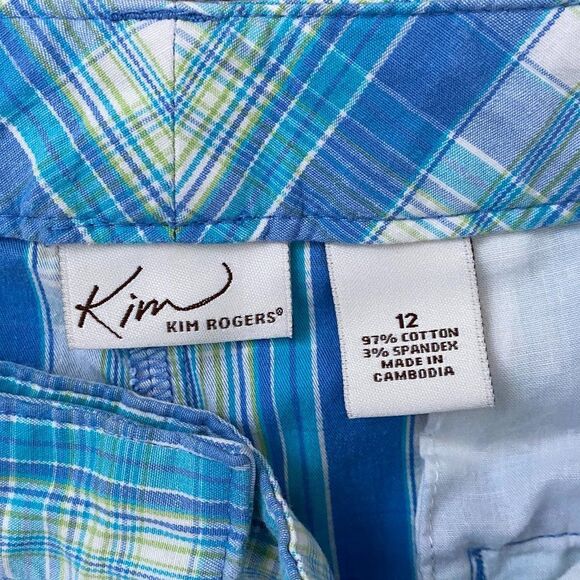 Kim
KIM ROGERS®
12
97% COTTON
3% SPANDEX
MADE IN
CAMBODIA